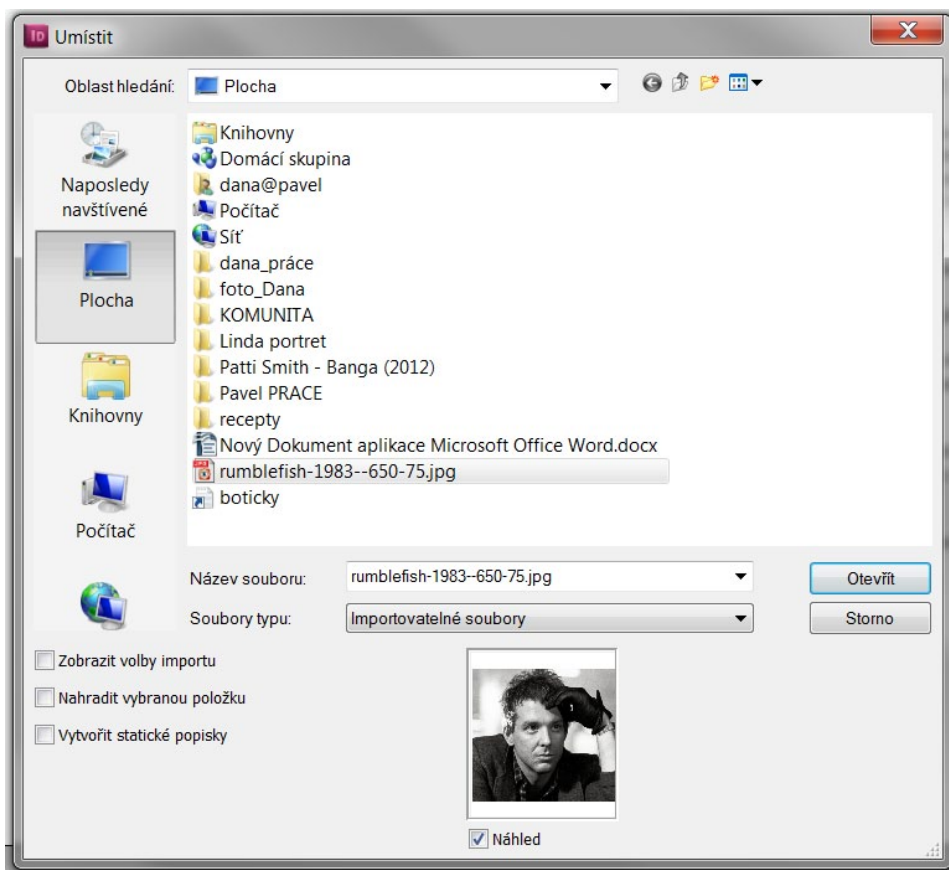 ID Umístit
Oblast hledání: Plocha
Naposledy
navštívené
Plocha
Knihovny
Počítač
Knihovny
Domácí skupina
dana@pavel
Počítač
Síť
dana_práce
foto_Dana
KOMUNITA
Linda portret
Patti Smith - Banga (2012)
Pavel PRACE
recepty
Nový Dokument aplikace Microsoft Office Word.docx
rumblefish-1983--650-75.jpg
boticky
Název souboru: rumblefish-1983--650-75.jpg Otevřít
Soubory typu: Importovatelné soubory Storno
Zobrazit volby importu
Nahradit vybranou položku
Vytvořit statické popisky
Náhled